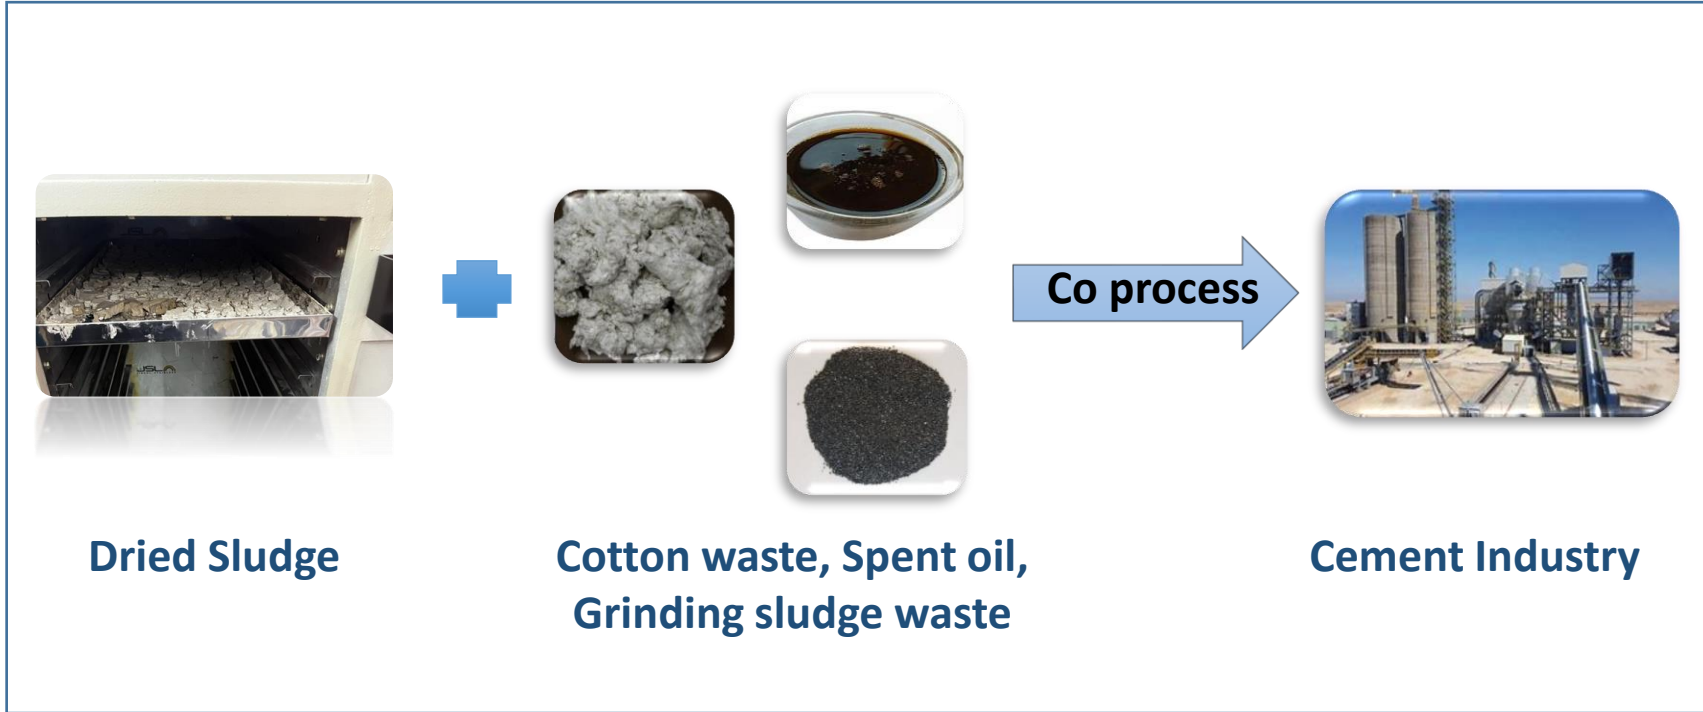 Co process
Dried Sludge
Cotton waste, Spent oil,
Grinding sludge waste
Cement Industry